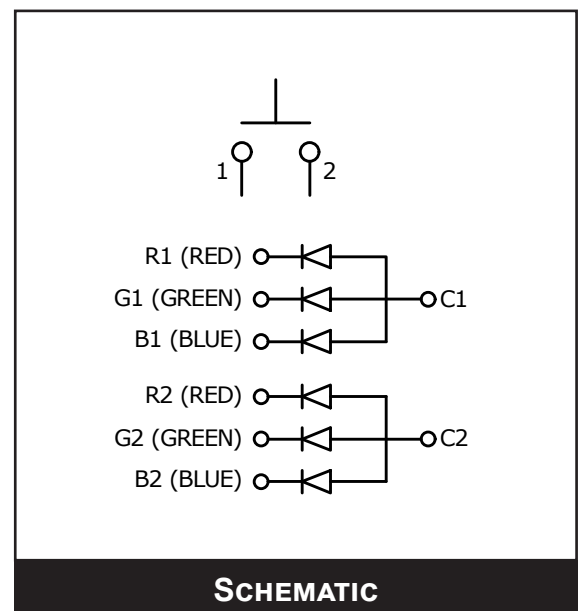 1 2
R1 (RED)
G1 (GREEN) C1
B1 (BLUE)
R2 (RED)
G2 (GREEN) C2
B2 (BLUE)
SCHEMATIC